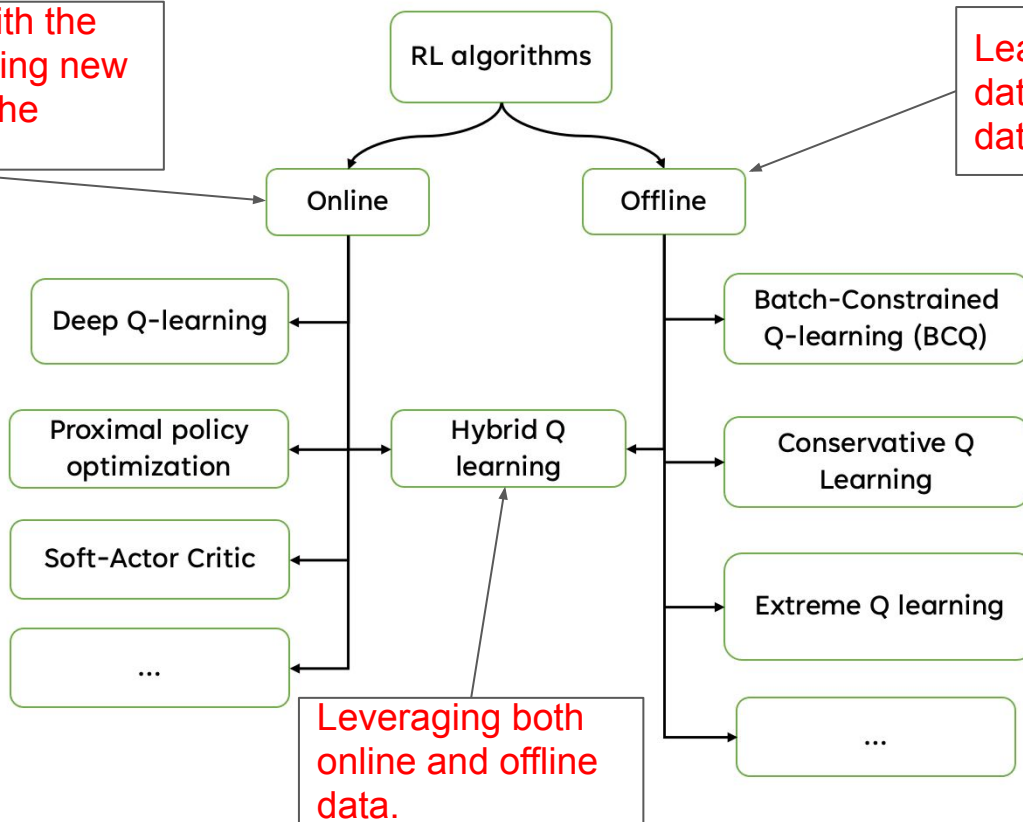 ith the
ing new
he
RL algorithms
Lea
dat
dat
Online
Offline
Deep Q-learning
Batch-Constrained
Q-learning (BCQ)
Proximal policy
optimization
Hybrid Q
learning
Conservative Q
Learning
Soft-Actor Critic
Extreme Q learning
...
...
Leveraging both
online and offline
data.